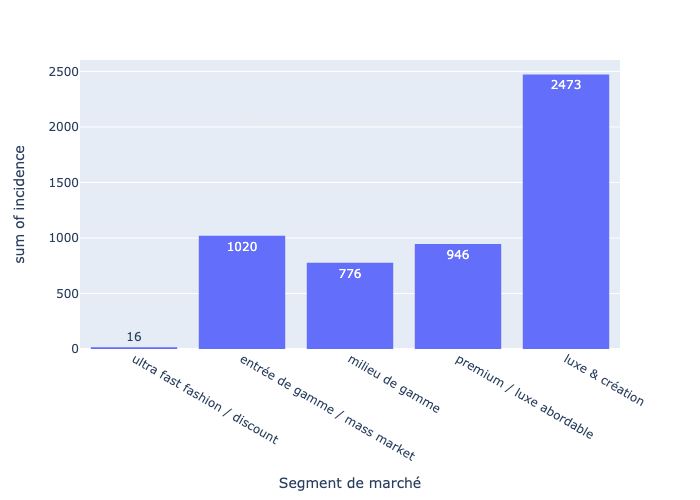 sum of incidence
2500
2000
1500
1000
500
0
16
1020
776
946
2473
ultra fast fashion / discount
entrée de gamme / mass market
milieu de gamme
premium / luxe abordable
luxe & création
Segment de marché